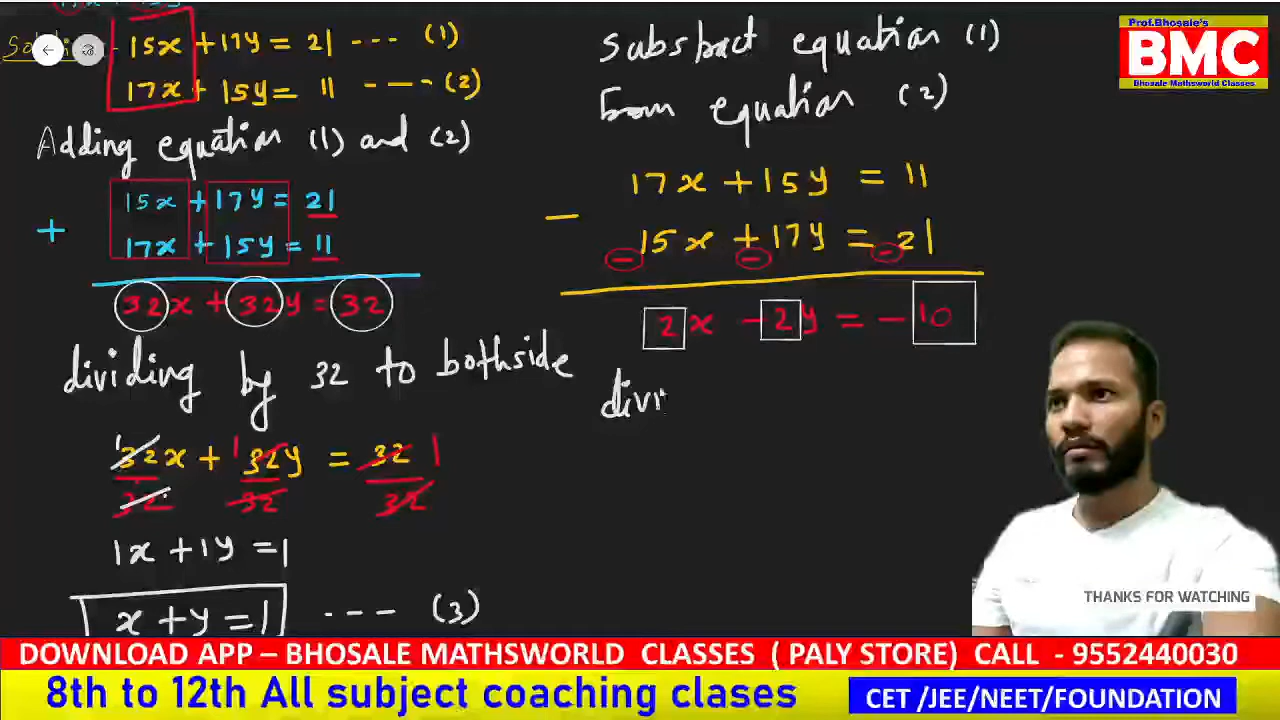 15x + 17y = 21 --- (1)
17x + 15y = 11 --- (2)
Adding equation (1) and (2)
15x + 17y = 21
+
17x + 15y = 11
32x + 32y = 32
dividing by 32 to bothside
32x + 32y = 32
32 32 32
1x + 1y = 1
x + y = 1 --- (3)
Substract equation (1)
from equation (2)
17x + 15y = 11
−
15x + 17y = 21
− − −
2x − 2y = −10
divi
Prof.Bhosale's
BMC
Bhosale Mathsworld Classes
THANKS FOR WATCHING
DOWNLOAD APP – BHOSALE MATHSWORLD CLASSES ( PALY STORE) CALL - 9552440030
8th to 12th All subject coaching clases
CET /JEE/NEET/FOUNDATION